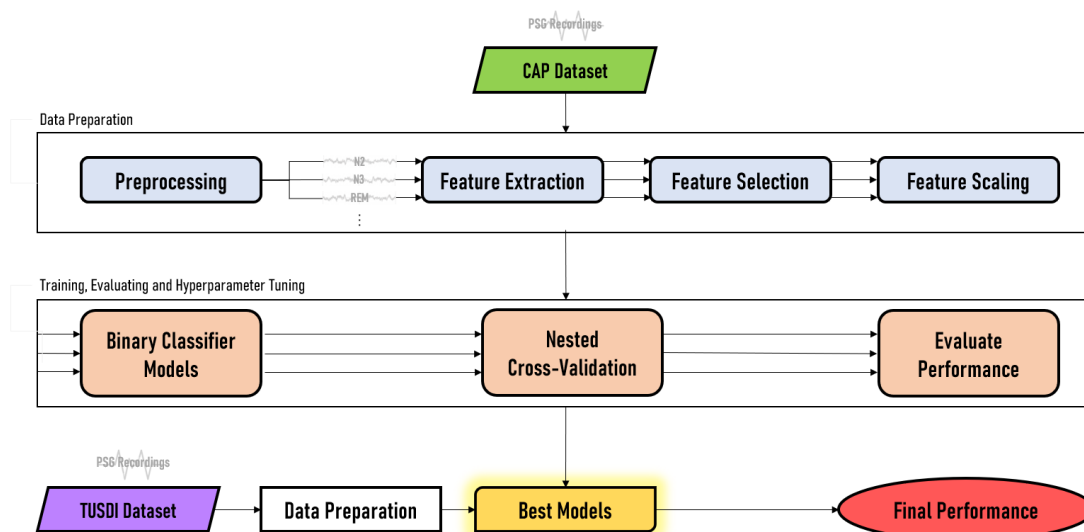 PSG Recordings
CAP Dataset
Data Preparation
Preprocessing
N2
N3
REM
⋮
Feature Extraction
Feature Selection
Feature Scaling
Training, Evaluating and Hyperparameter Tuning
Binary Classifier
Models
Nested
Cross-Validation
Evaluate
Performance
PSG Recordings
TUSDI Dataset
Data Preparation
Best Models
Final Performance